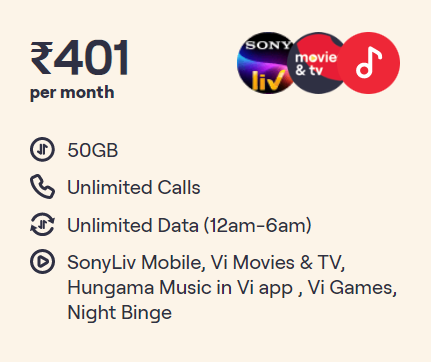 ₹401
per month
SONY
liv
movie
& tv
50GB
Unlimited Calls
Unlimited Data (12am-6am)
SonyLiv Mobile, Vi Movies & TV,
Hungama Music in Vi app , Vi Games,
Night Binge